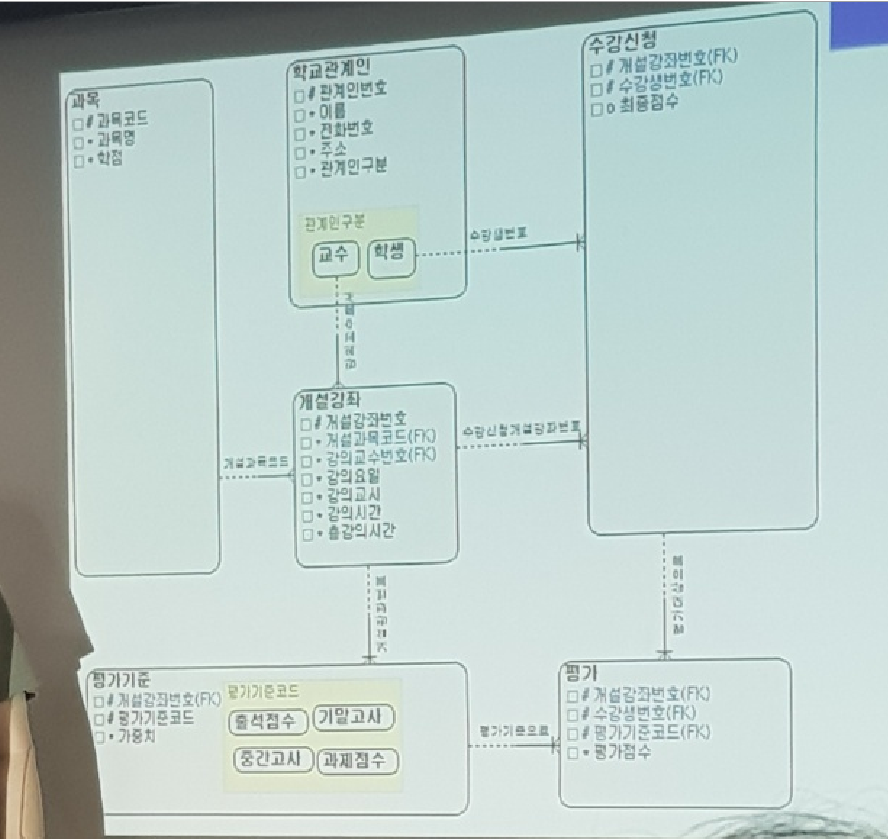 과목
# 과목코드
* 과목명
* 학점
학교관계인
# 관계인번호
* 이름
* 전화번호
* 주소
* 관계인구분
관계인구분
교수
학생
수강신청
# 개설강좌번호(FK)
# 수강생번호(FK)
o 최종점수
수강생번호
개설강좌
# 개설강좌번호
* 개설과목코드(FK)
* 강의교수번호(FK)
* 강의요일
* 강의교시
* 강의시간
* 총강의시간
개설과목코드
수강신청개설강좌번호
평가기준
# 개설강좌번호(FK)
# 평가기준코드
* 가중치
평가기준코드
출석점수
기말고사
중간고사
과제점수
평가기준으로
평가
# 개설강좌번호(FK)
# 수강생번호(FK)
# 평가기준코드(FK)
* 평가점수